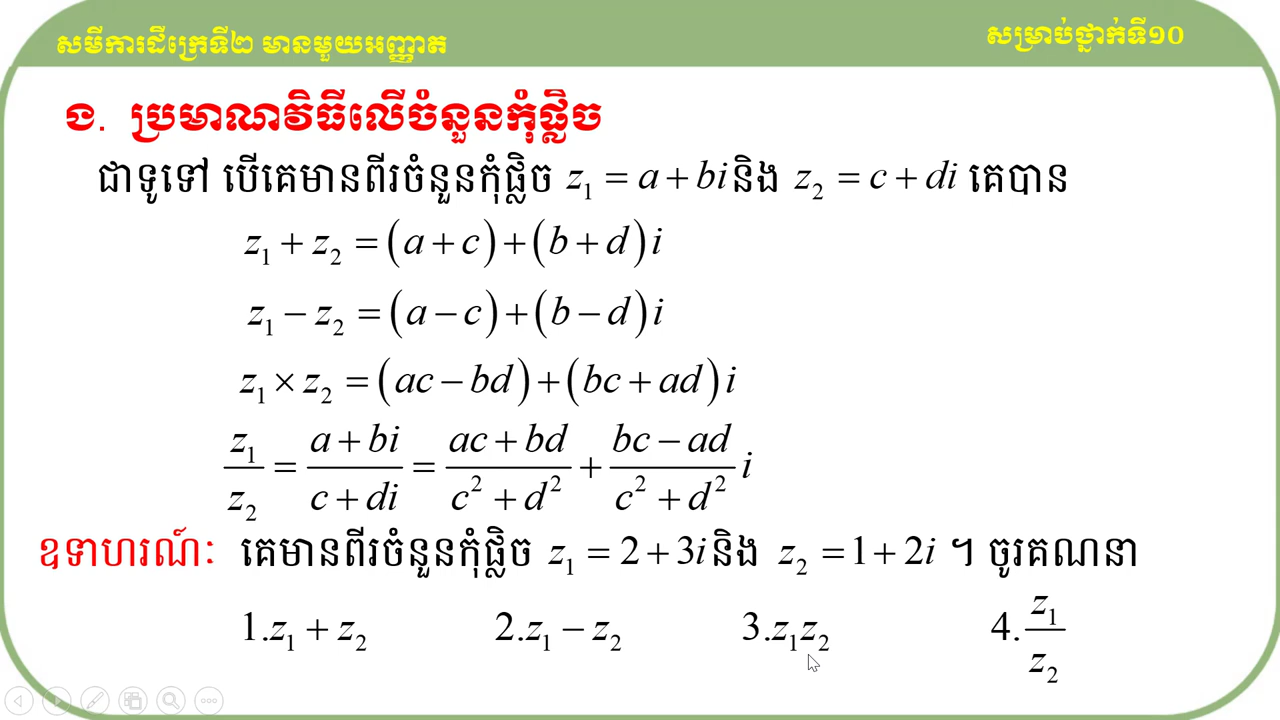 សមីការដឺក្រេទី២ មានមួយអញ្ញាត
សម្រាប់ថ្នាក់ទី១០
ង. ប្រមាណវិធីលើចំនួនកុំផ្លិច
ជាទូទៅ បើគេមានពីរចំនួនកុំផ្លិច z₁ = a + bi និង z₂ = c + di គេបាន
z₁ + z₂ = (a + c) + (b + d)i
z₁ − z₂ = (a − c) + (b − d)i
z₁ × z₂ = (ac − bd) + (bc + ad)i
z₁/z₂ = (a + bi)/(c + di) = (ac + bd)/(c² + d²) + (bc − ad)/(c² + d²) i
ឧទាហរណ៍ៈ គេមានពីរចំនួនកុំផ្លិច z₁ = 2 + 3i និង z₂ = 1 + 2i ។ ចូរគណនា
1. z₁ + z₂ 2. z₁ − z₂ 3. z₁z₂ 4. z₁/z₂